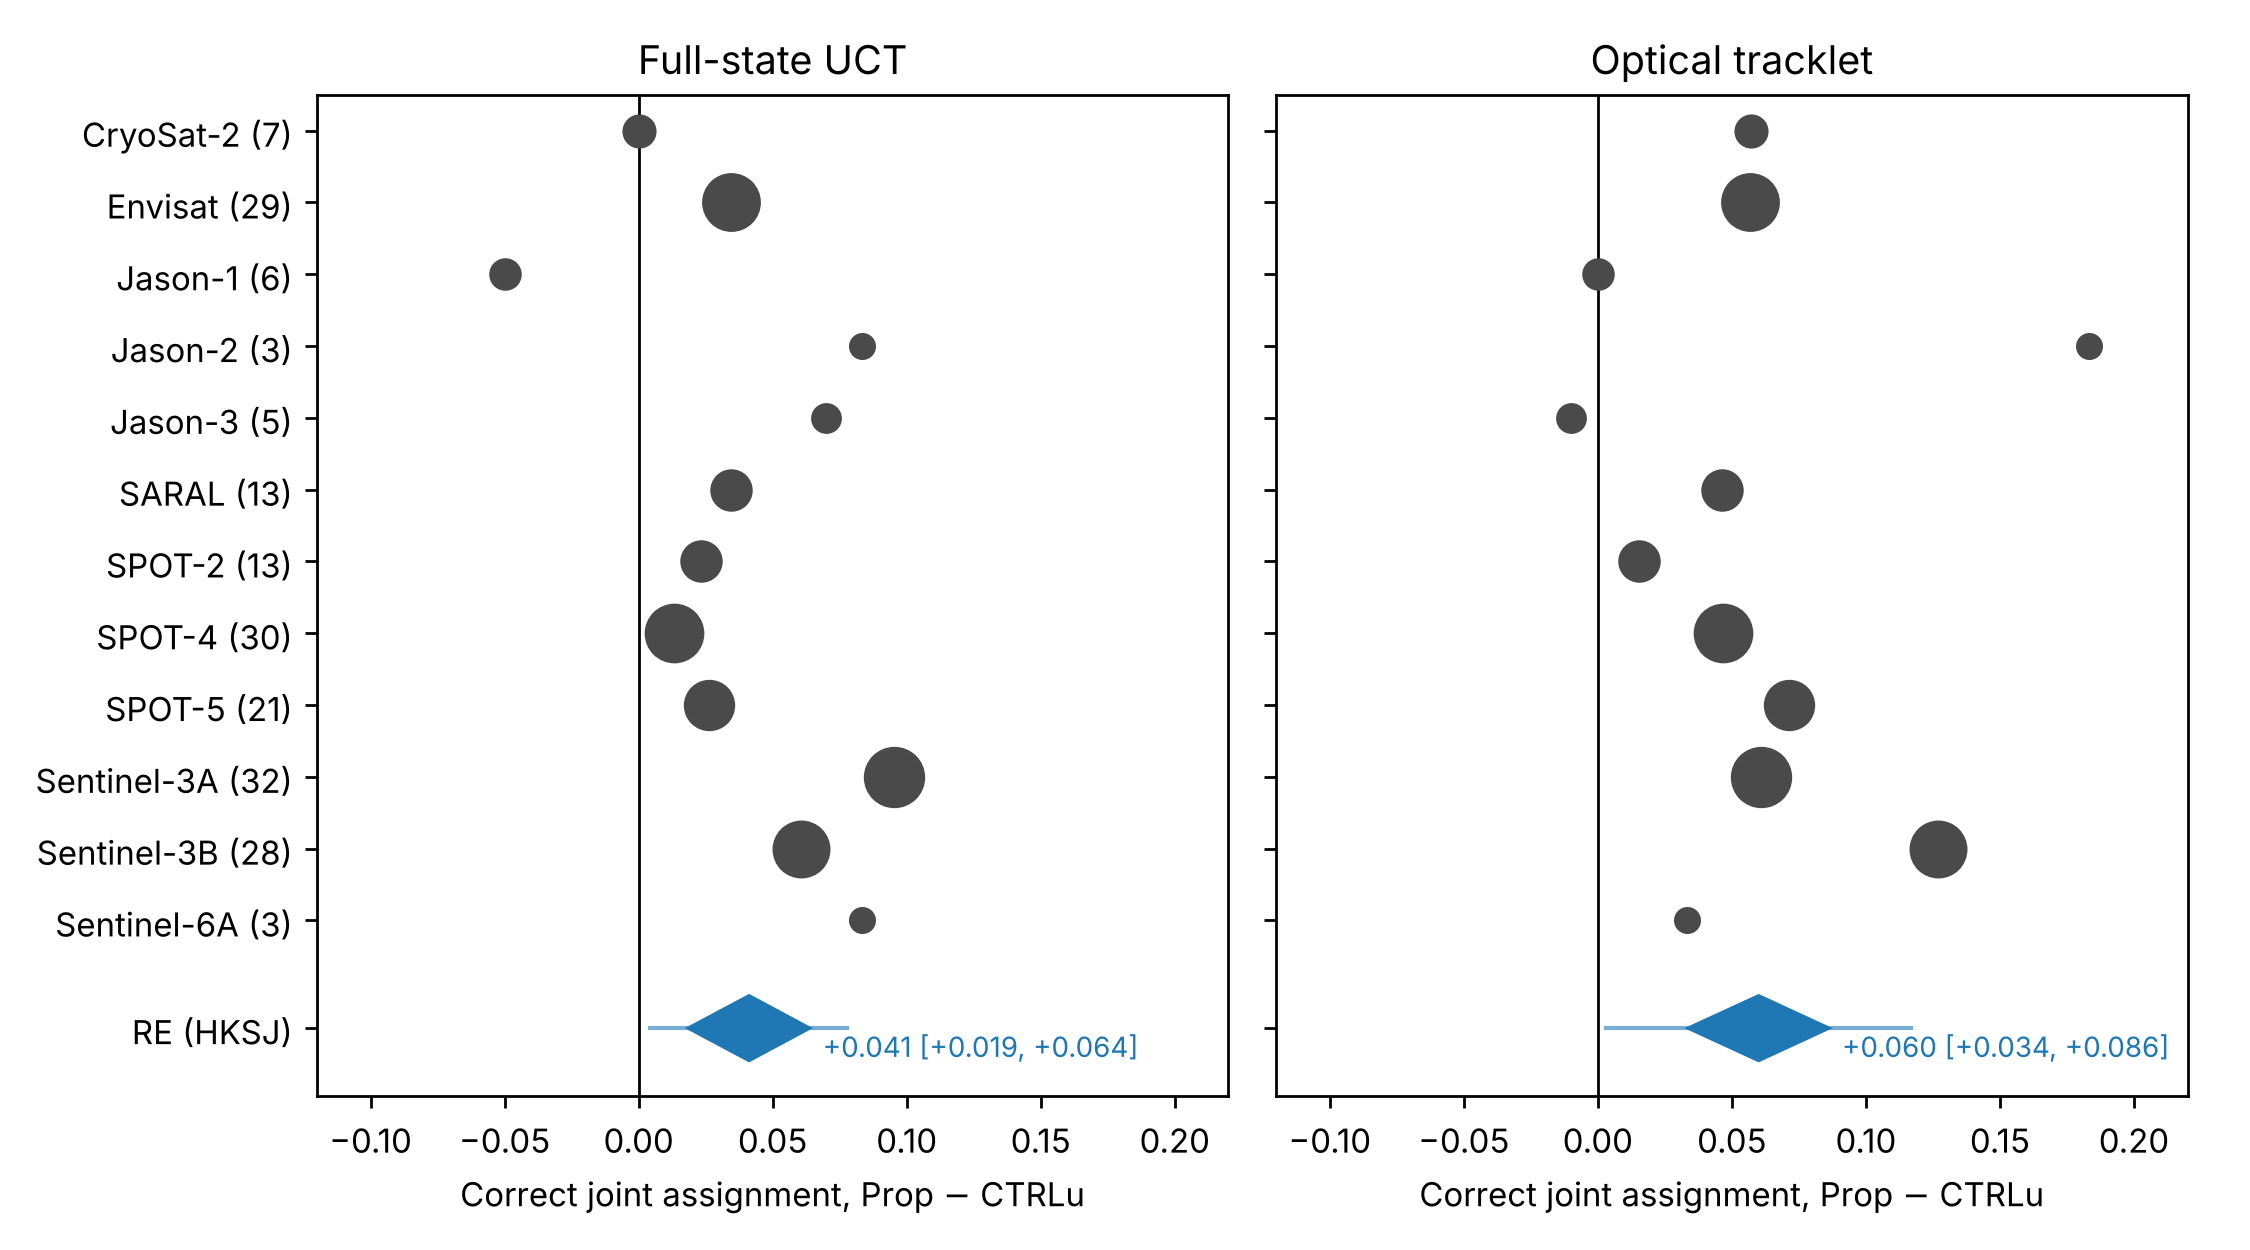 Full-state UCT
Optical tracklet
CryoSat-2 (7)
Envisat (29)
Jason-1 (6)
Jason-2 (3)
Jason-3 (5)
SARAL (13)
SPOT-2 (13)
SPOT-4 (30)
SPOT-5 (21)
Sentinel-3A (32)
Sentinel-3B (28)
Sentinel-6A (3)
RE (HKSJ)
+0.041 [+0.019, +0.064]
+0.060 [+0.034, +0.086]
−0.10 −0.05 0.00 0.05 0.10 0.15 0.20
−0.10 −0.05 0.00 0.05 0.10 0.15 0.20
Correct joint assignment, Prop − CTRLu
Correct joint assignment, Prop − CTRLu